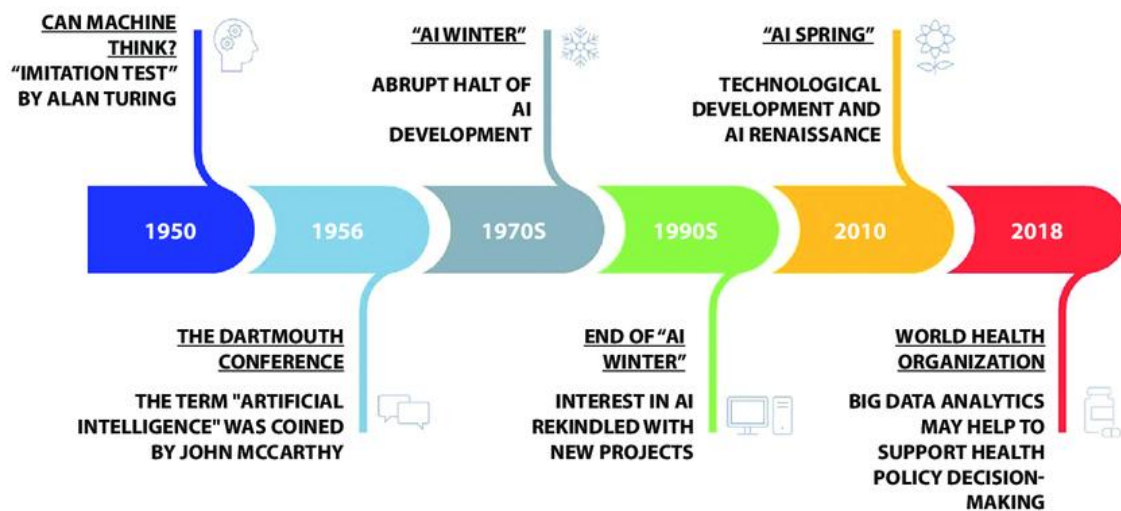 CAN MACHINE
THINK?
“IMITATION TEST”
BY ALAN TURING
“AI WINTER”
ABRUPT HALT OF
AI
DEVELOPMENT
“AI SPRING”
TECHNOLOGICAL
DEVELOPMENT AND
AI RENAISSANCE
1950
1956
1970S
1990S
2010
2018
THE DARTMOUTH
CONFERENCE
THE TERM "ARTIFICIAL
INTELLIGENCE" WAS COINED
BY JOHN MCCARTHY
END OF “AI
WINTER”
INTEREST IN AI
REKINDLED WITH
NEW PROJECTS
WORLD HEALTH
ORGANIZATION
BIG DATA ANALYTICS
MAY HELP TO
SUPPORT HEALTH
POLICY DECISION-
MAKING